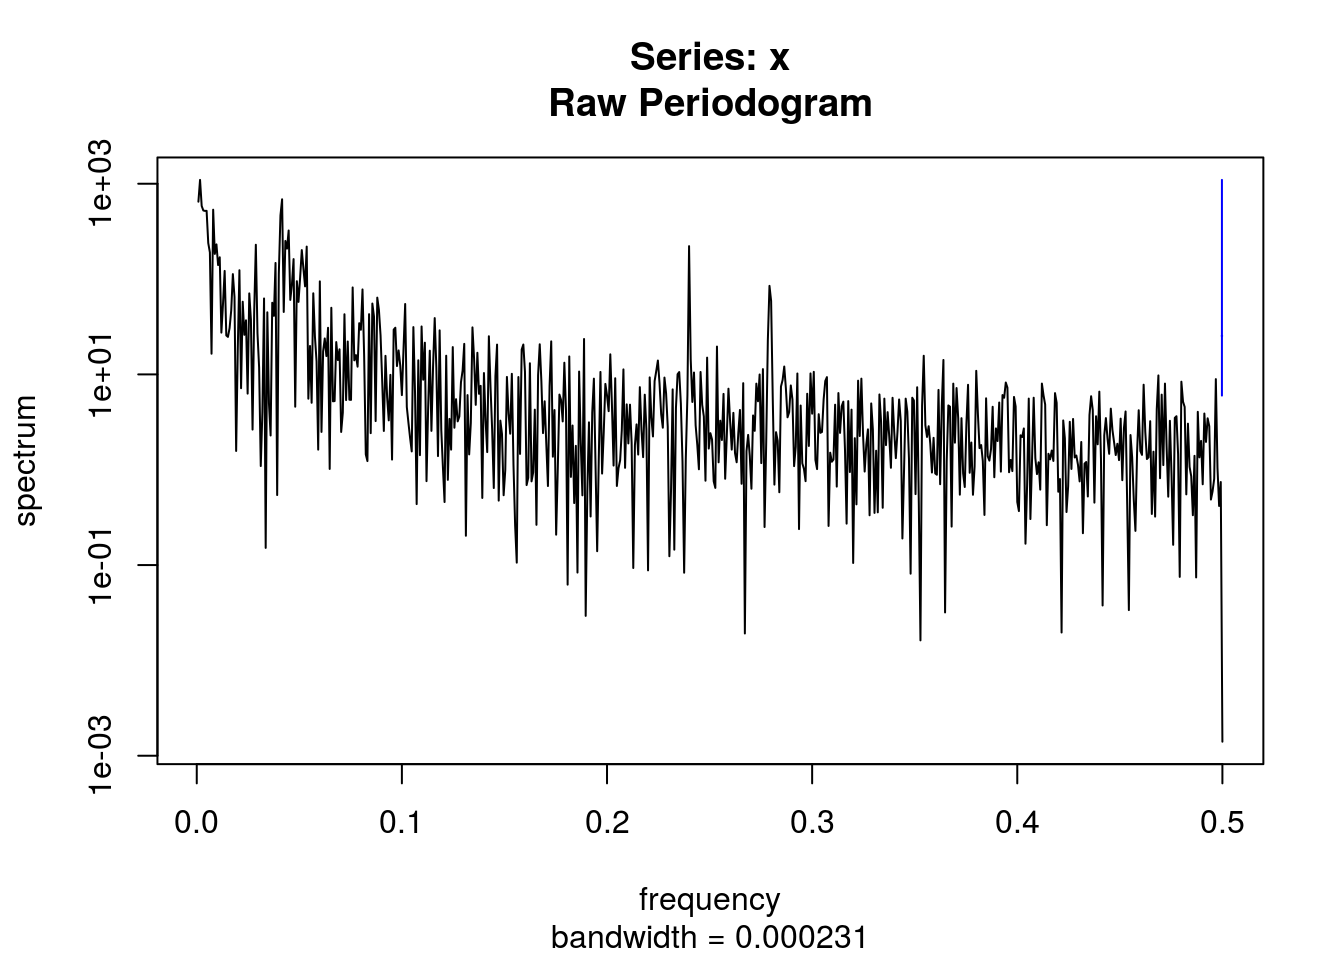 Series: x
Raw Periodogram
1e+03
1e+01
1e-01
1e-03
spectrum
0.0 0.1 0.2 0.3 0.4 0.5
frequency
bandwidth = 0.000231